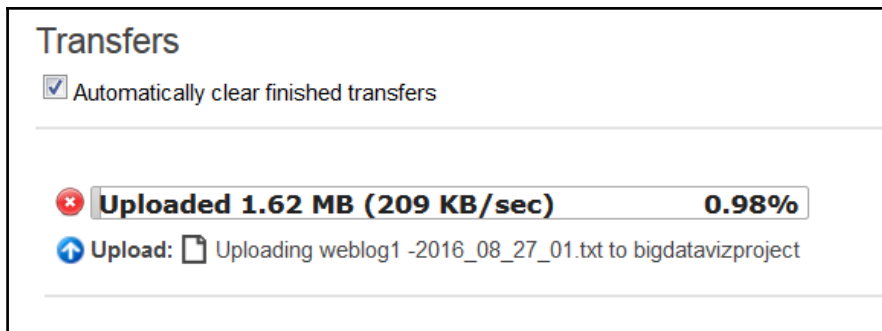 Transfers
Automatically clear finished transfers
Uploaded 1.62 MB (209 KB/sec) 0.98%
Upload: Uploading weblog1 -2016_08_27_01.txt to bigdatavizproject